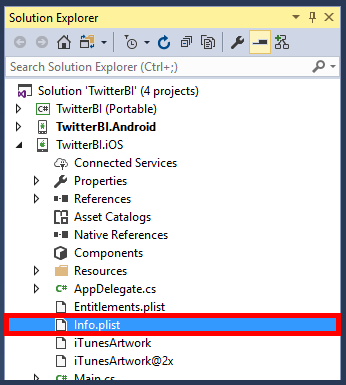 Solution Explorer
Search Solution Explorer (Ctrl+;)
Solution 'TwitterBI' (4 projects)
C# TwitterBI (Portable)
TwitterBI.Android
TwitterBI.iOS
Connected Services
Properties
References
Asset Catalogs
Native References
Components
Resources
C# AppDelegate.cs
Entitlements.plist
Info.plist
iTunesArtwork
iTunesArtwork@2x
C# Main.cs